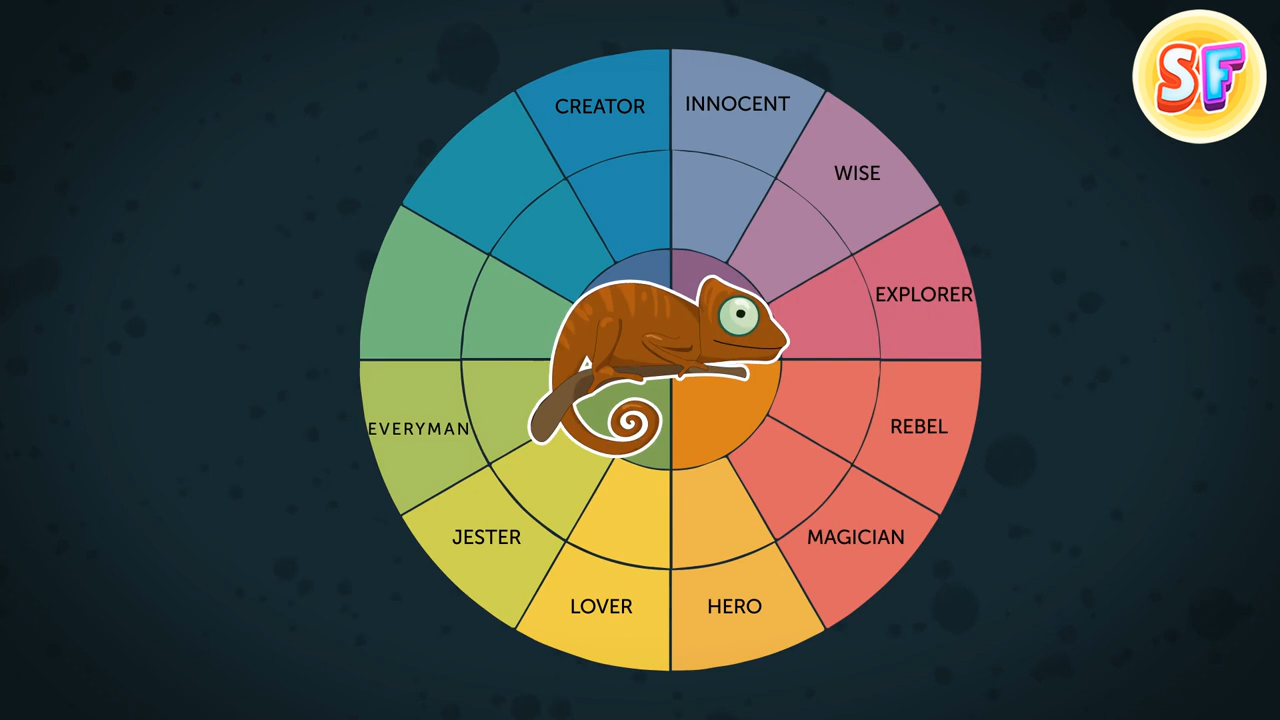 SF
CREATOR
INNOCENT
WISE
EXPLORER
REBEL
MAGICIAN
HERO
LOVER
JESTER
EVERYMAN